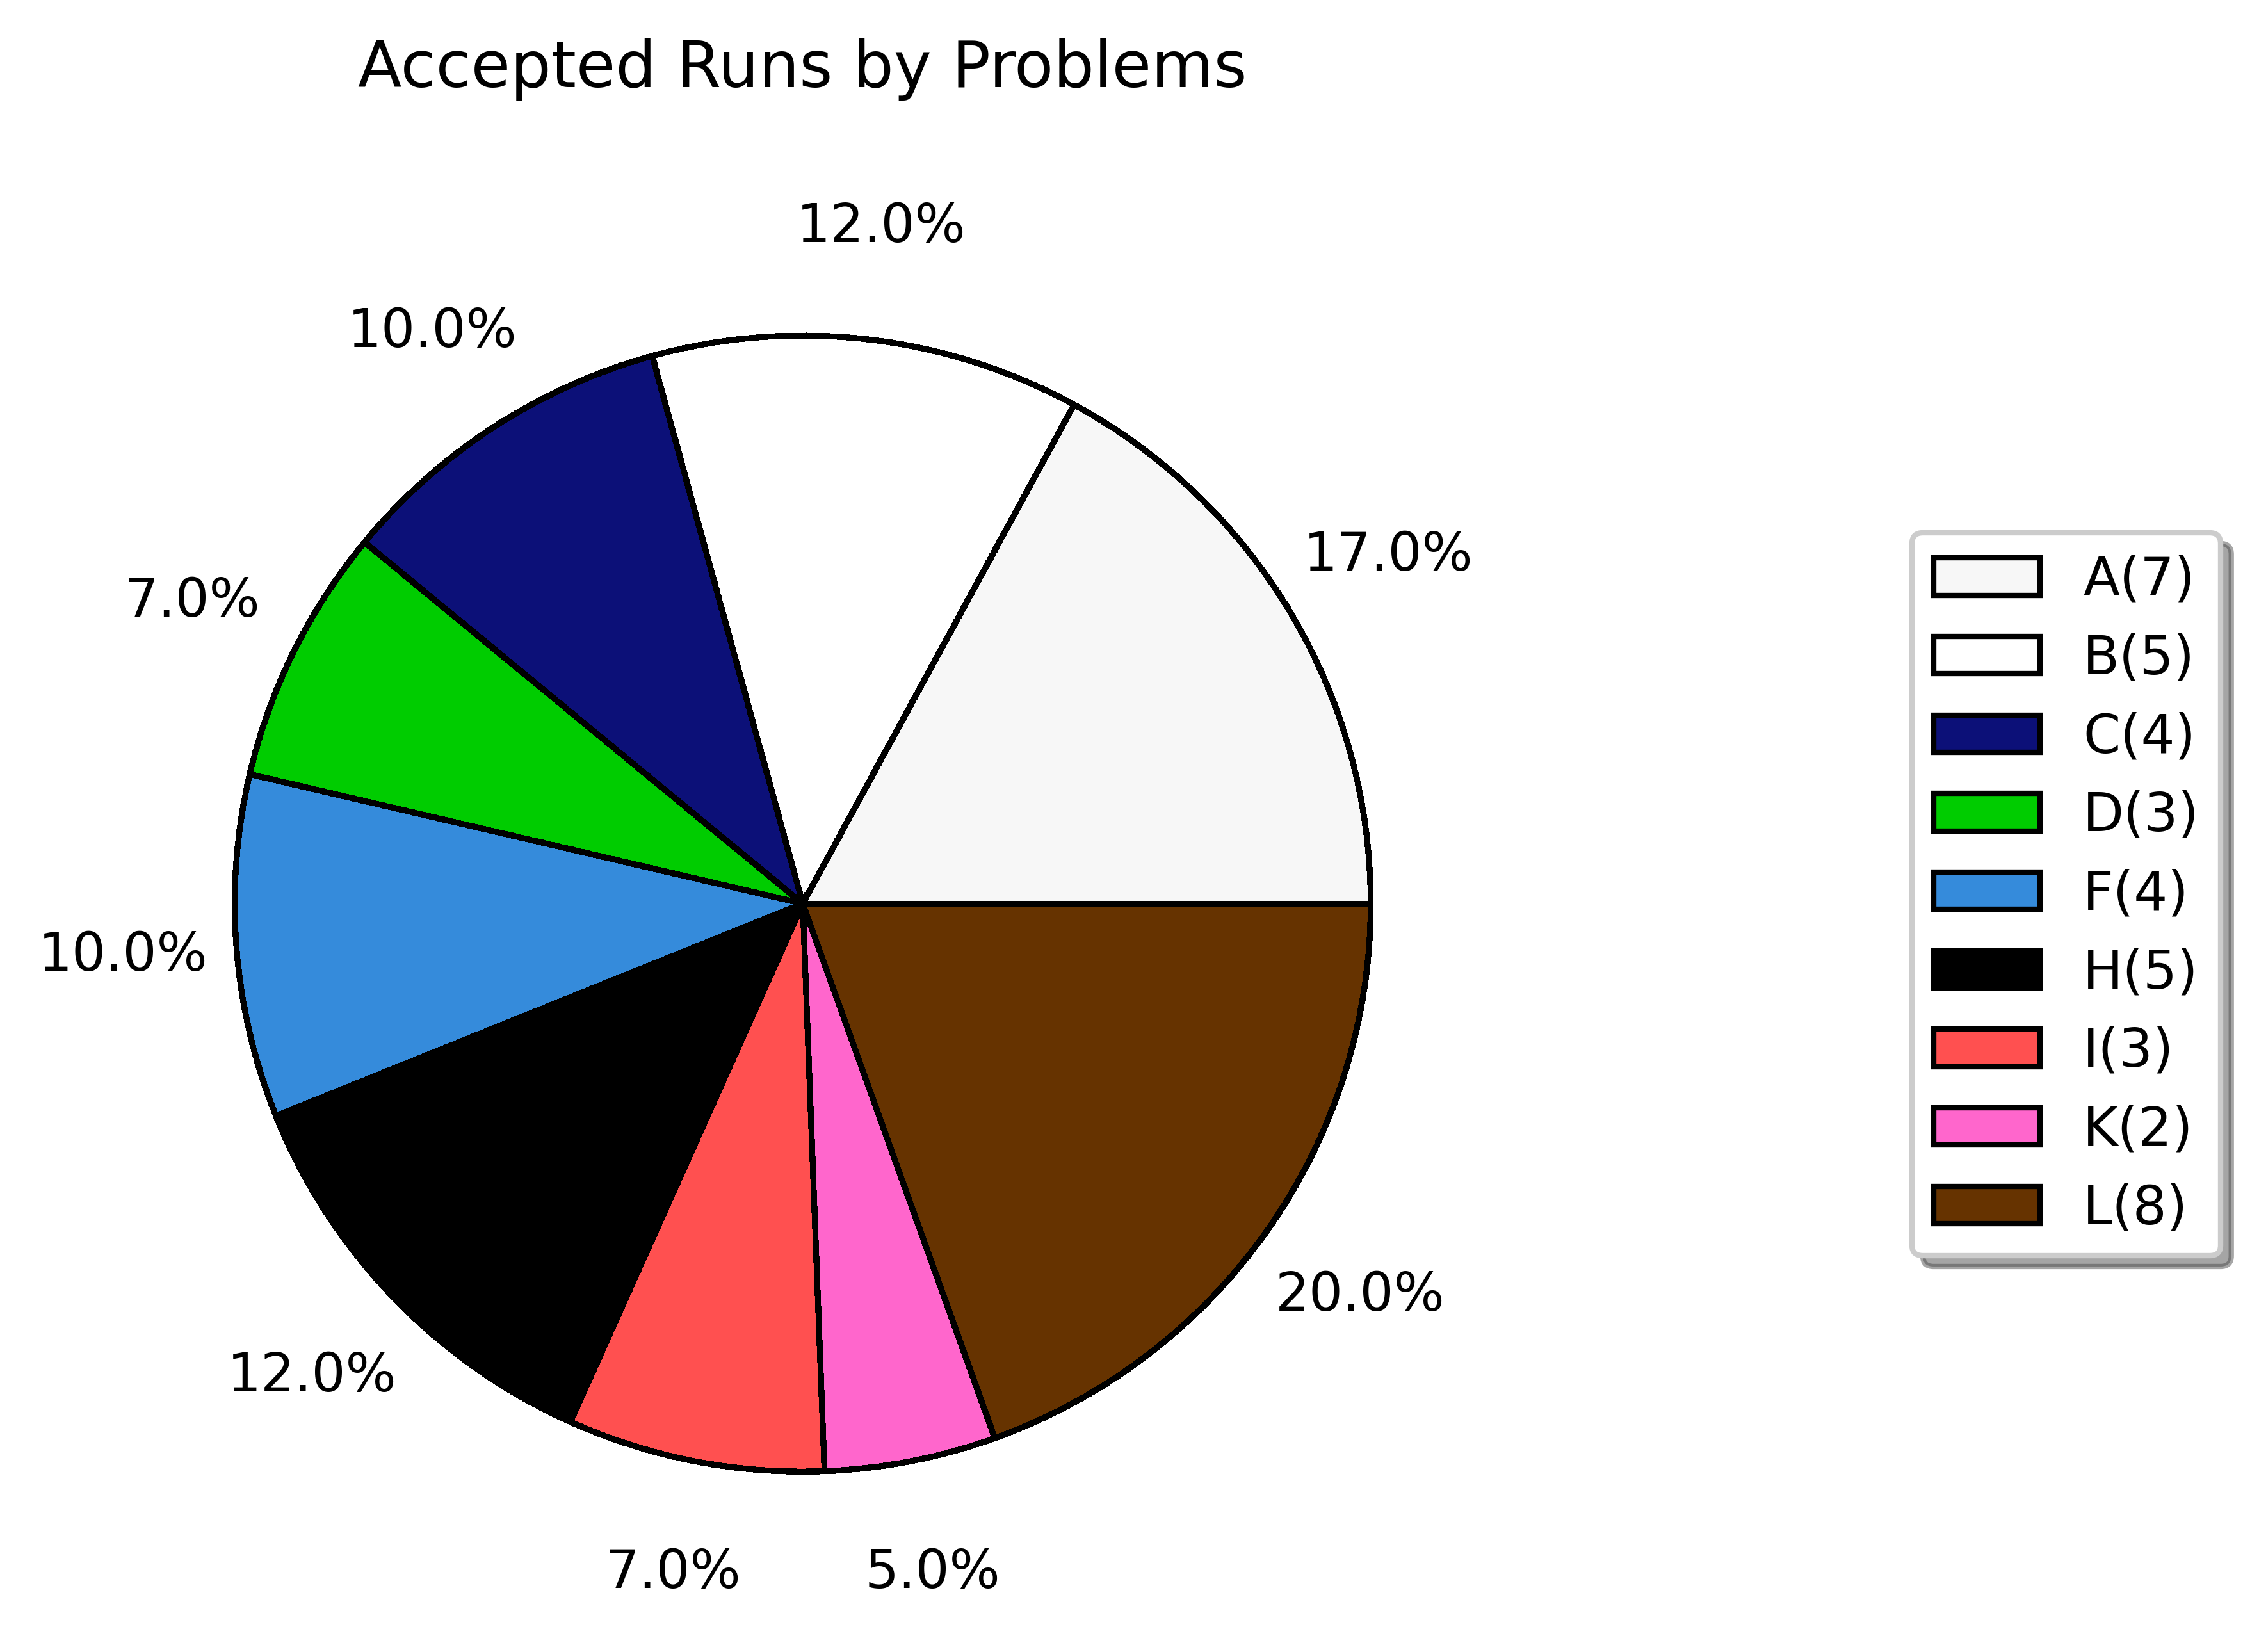 Accepted Runs by Problems
12.0%
10.0%
17.0%
7.0%
10.0%
12.0%
20.0%
7.0%
5.0%
A(7)
B(5)
C(4)
D(3)
F(4)
H(5)
I(3)
K(2)
L(8)